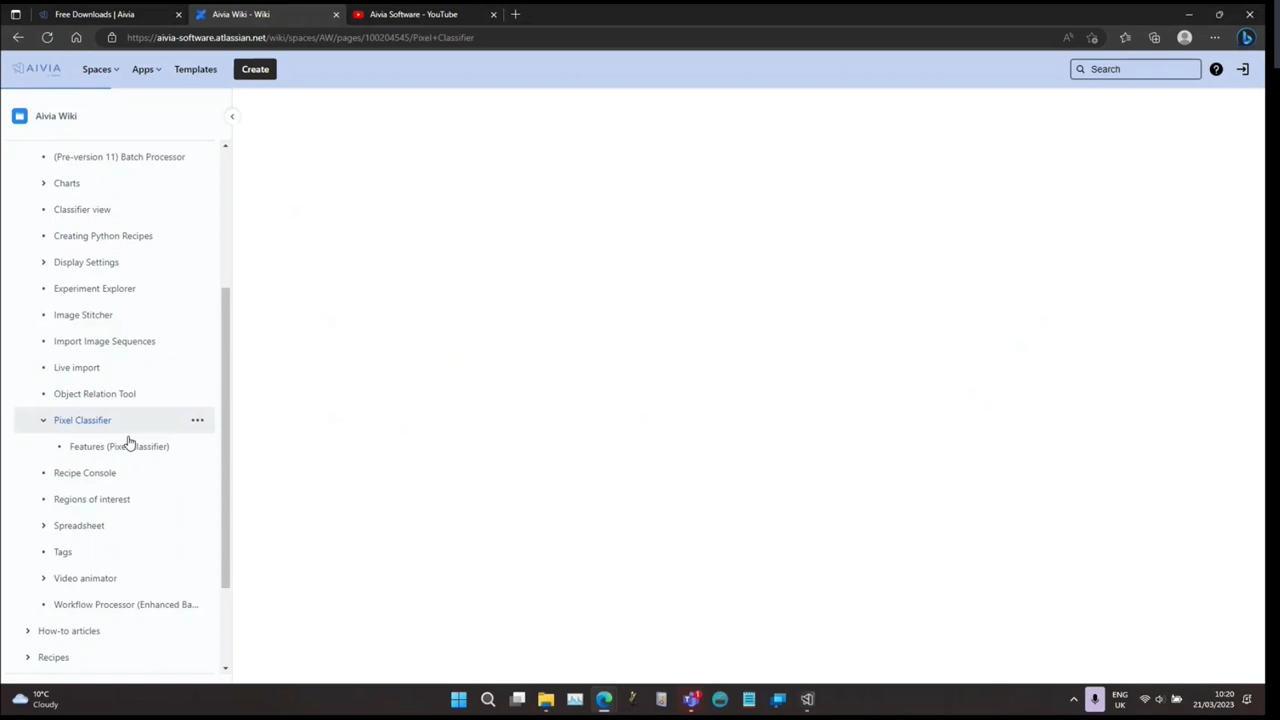 Free Downloads | Aivia
Aivia Wiki - Wiki
Aivia Software - YouTube
https://aivia-software.atlassian.net/wiki/spaces/AW/pages/100204545/Pixel+Classifier
AIVIA
Spaces
Apps
Templates
Create
Search
Aivia Wiki
(Pre-version 11) Batch Processor
Charts
Classifier view
Creating Python Recipes
Display Settings
Experiment Explorer
Image Stitcher
Import Image Sequences
Live import
Object Relation Tool
Pixel Classifier
Features (Pixel Classifier)
Recipe Console
Regions of interest
Spreadsheet
Tags
Video animator
Workflow Processor (Enhanced Ba...
How-to articles
Recipes
10°C
Cloudy
ENG
UK
10:20
21/03/2023